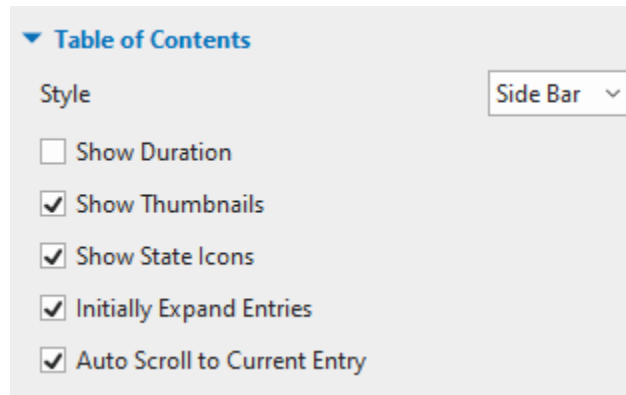 Table of Contents
Style Side Bar
Show Duration
Show Thumbnails
Show State Icons
Initially Expand Entries
Auto Scroll to Current Entry